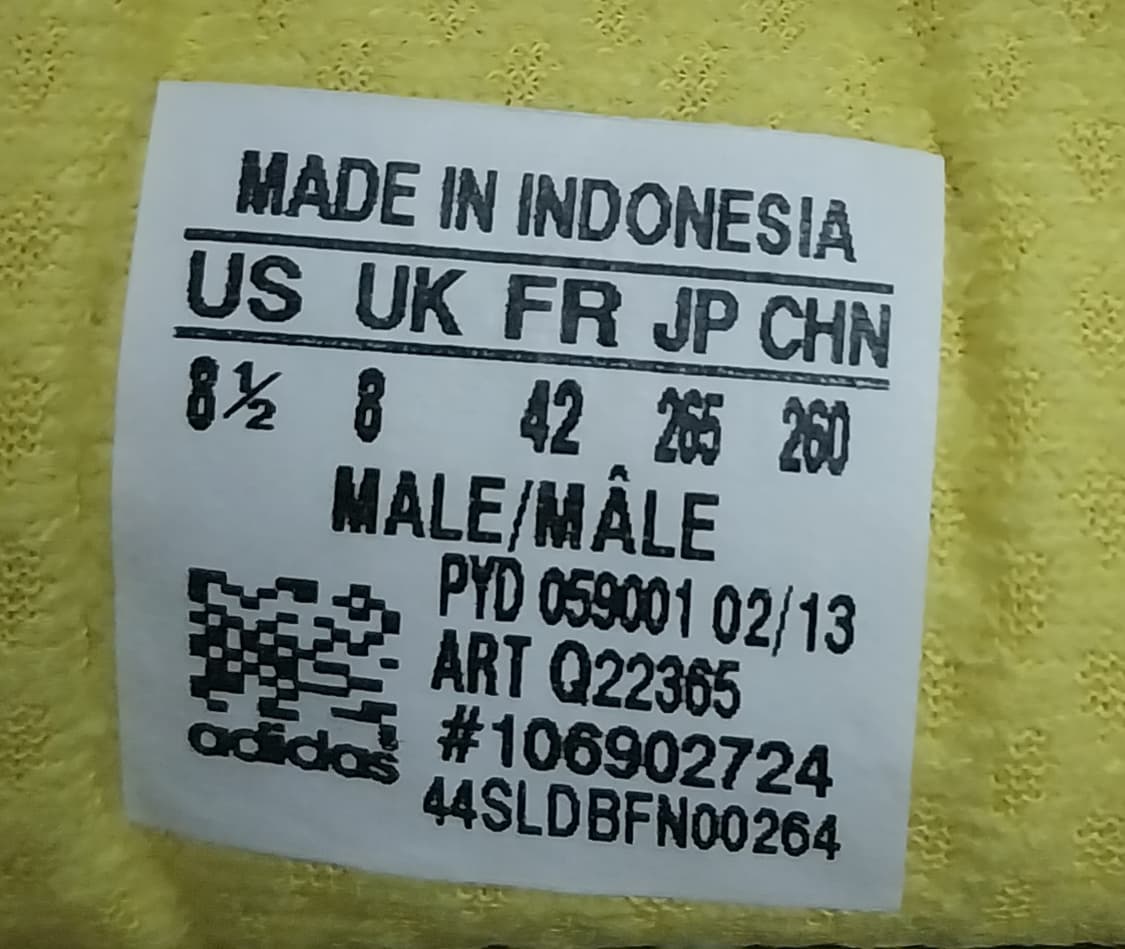 MADE IN INDONESIA
US UK FR JP CHN
8½ 8 42 265 260
MALE/MÂLE
PYD 059001 02/13
ART Q22365
#106902724
adidas
44SLDBFN00264